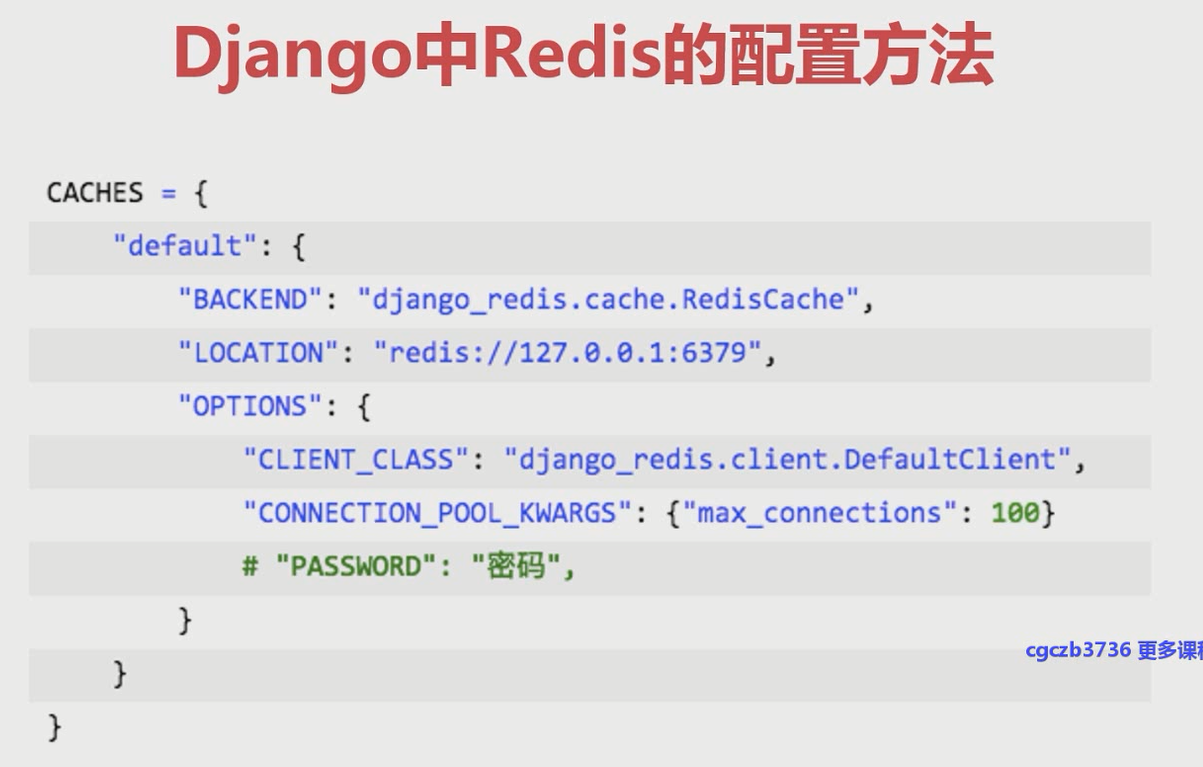 Django中Redis的配置方法
CACHES = {
    "default": {
        "BACKEND": "django_redis.cache.RedisCache",
        "LOCATION": "redis://127.0.0.1:6379",
        "OPTIONS": {
            "CLIENT_CLASS": "django_redis.client.DefaultClient",
            "CONNECTION_POOL_KWARGS": {"max_connections": 100}
            # "PASSWORD": "密码",
        }
cgczb3736 更多课
    }
}